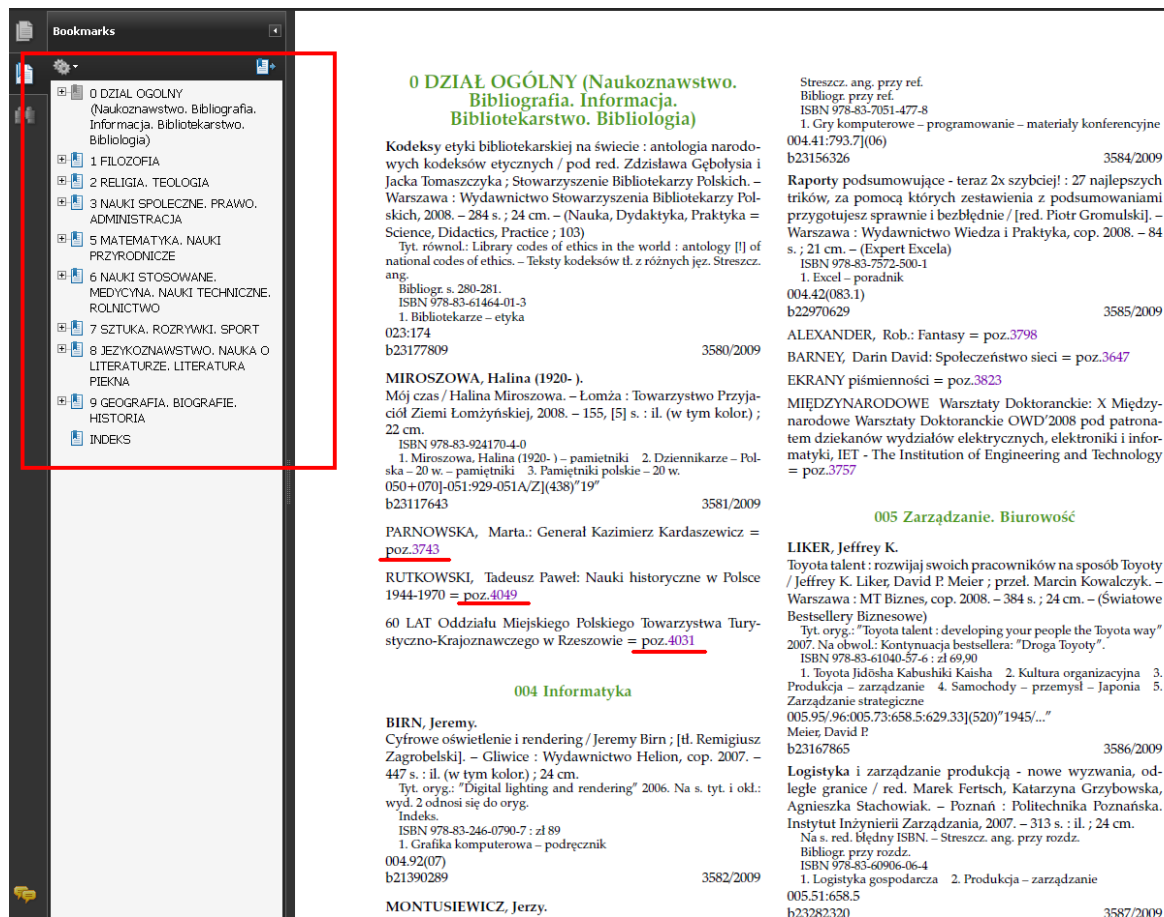 Bookmarks
0 DZIAL OGOLNY
(Naukoznawstwo. Bibliografia.
Informacja. Bibliotekarstwo.
Bibliologia)
1 FILOZOFIA
2 RELIGIA. TEOLOGIA
3 NAUKI SPOLECZNE. PRAWO.
ADMINISTRACJA
5 MATEMATYKA. NAUKI
PRZYRODNICZE
6 NAUKI STOSOWANE.
MEDYCYNA. NAUKI TECHNICZNE.
ROLNICTWO
7 SZTUKA. ROZRYWKI. SPORT
8 JEZYKOZNAWSTWO. NAUKA O
LITERATURZE. LITERATURA
PIEKNA
9 GEOGRAFIA. BIOGRAFIE.
HISTORIA
INDEKS
0 DZIAŁ OGÓLNY (Naukoznawstwo.
Bibliografia. Informacja.
Bibliotekarstwo. Bibliologia)
Kodeksy etyki bibliotekarskiej na świecie : antologia narodo-
wych kodeksów etycznych / pod red. Zdzisława Gębołysia i
Jacka Tomaszczyka ; Stowarzyszenie Bibliotekarzy Polskich. –
Warszawa : Wydawnictwo Stowarzyszenia Bibliotekarzy Pol-
skich, 2008. – 284 s. ; 24 cm. – (Nauka, Dydaktyka, Praktyka =
Science, Didactics, Practice ; 103)
Tyt. równol.: Library codes of ethics in the world : antology [!] of
national codes of ethics. – Teksty kodeksów tł. z różnych jęz. Streszcz.
ang.
Bibliogr. s. 280-281.
ISBN 978-83-61464-01-3
1. Bibliotekarze – etyka
023:174
b23177809 3580/2009
MIROSZOWA, Halina (1920- ).
Mój czas / Halina Miroszowa. – Łomża : Towarzystwo Przyja-
ciół Ziemi Łomżyńskiej, 2008. – 155, [5] s. : il. (w tym kolor.) ;
22 cm.
ISBN 978-83-924170-4-0
1. Miroszowa, Halina (1920- ) – pamiętniki 2. Dziennikarze – Pol-
ska – 20 w. – pamiętniki 3. Pamiętniki polskie – 20 w.
050+070]-051:929-051A/Z](438)"19"
b23117643 3581/2009
PARNOWSKA, Marta.: Generał Kazimierz Kardaszewicz =
poz.3743
RUTKOWSKI, Tadeusz Paweł: Nauki historyczne w Polsce
1944-1970 = poz.4049
60 LAT Oddziału Miejskiego Polskiego Towarzystwa Tury-
styczno-Krajoznawczego w Rzeszowie = poz.4031
004 Informatyka
BIRN, Jeremy.
Cyfrowe oświetlenie i rendering / Jeremy Birn ; [tł. Remigiusz
Zagrobelski]. – Gliwice : Wydawnictwo Helion, cop. 2007. –
447 s. : il. (w tym kolor.) ; 24 cm.
Tyt. oryg.: "Digital lighting and rendering" 2006. Na s. tyt. i okł.:
wyd. 2 odnosi się do oryg.
Indeks.
ISBN 978-83-246-0790-7 : zł 89
1. Grafika komputerowa – podręcznik
004.92(07)
b21390289 3582/2009
MONTUSIEWICZ, Jerzy.
Streszcz. ang. przy ref.
Bibliogr. przy ref.
ISBN 978-83-7051-477-8
1. Gry komputerowe – programowanie – materiały konferencyjne
004.41:793.7](06)
b23156326 3584/2009
Raporty podsumowujące - teraz 2x szybciej! : 27 najlepszych
trików, za pomocą których zestawienia z podsumowaniami
przygotujesz sprawnie i bezbłędnie / [red. Piotr Gromulski]. –
Warszawa : Wydawnictwo Wiedza i Praktyka, cop. 2008. – 84
s. ; 21 cm. – (Expert Excela)
ISBN 978-83-7572-500-1
1. Excel – poradnik
004.42(083.1)
b22970629 3585/2009
ALEXANDER, Rob.: Fantasy = poz.3798
BARNEY, Darin David: Społeczeństwo sieci = poz.3647
EKRANY piśmienności = poz.3823
MIĘDZYNARODOWE Warsztaty Doktoranckie: X Między-
narodowe Warsztaty Doktoranckie OWD'2008 pod patrona-
tem dziekanów wydziałów elektrycznych, elektroniki i infor-
matyki, IET - The Institution of Engineering and Technology
= poz.3757
005 Zarządzanie. Biurowość
LIKER, Jeffrey K.
Toyota talent : rozwijaj swoich pracowników na sposób Toyoty
/ Jeffrey K. Liker, David P. Meier ; przeł. Marcin Kowalczyk. –
Warszawa : MT Biznes, cop. 2008. – 384 s. ; 24 cm. – (Światowe
Bestsellery Biznesowe)
Tyt. oryg.: "Toyota talent : developing your people the Toyota way"
2007. Na obwol.: Kontynuacja bestsellera: "Droga Toyoty".
ISBN 978-83-61040-57-6 : zł 69,90
1. Toyota Jidōsha Kabushiki Kaisha 2. Kultura organizacyjna 3.
Produkcja – zarządzanie 4. Samochody – przemysł – Japonia 5.
Zarządzanie strategiczne
005.95/.96:005.73:658.5:629.33](520)"1945/..."
Meier, David P.
b23167865 3586/2009
Logistyka i zarządzanie produkcją - nowe wyzwania, od-
ległe granice / red. Marek Fertsch, Katarzyna Grzybowska,
Agnieszka Stachowiak. – Poznań : Politechnika Poznańska.
Instytut Inżynierii Zarządzania, 2007. – 313 s. : il. ; 24 cm.
Na s. red. błędny ISBN. – Streszcz. ang. przy rozdz.
Bibliogr. przy rozdz.
ISBN 978-83-60906-06-4
1. Logistyka gospodarcza 2. Produkcja – zarządzanie
005.51:658.5
b23282320 3587/2009